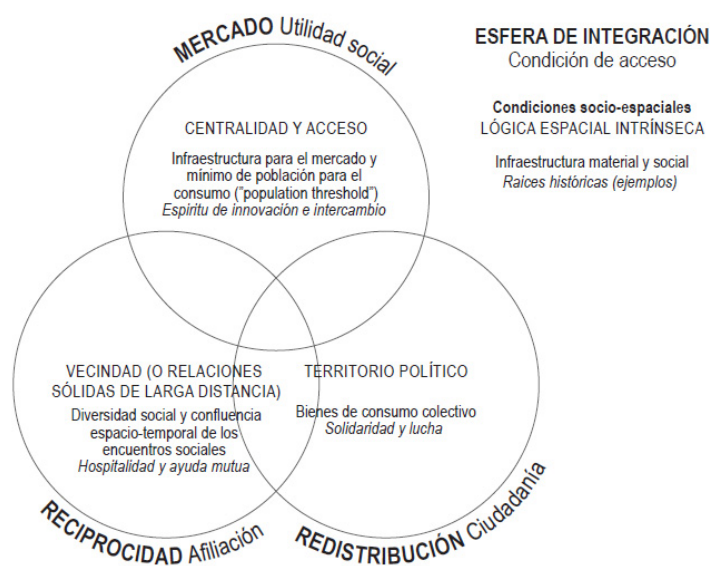 MERCADO Utilidad social
CENTRALIDAD Y ACCESO
Infraestructura para el mercado y
mínimo de población para el
consumo ("population threshold")
Espíritu de innovación e intercambio
ESFERA DE INTEGRACIÓN
Condición de acceso
Condiciones socio-espaciales
LÓGICA ESPACIAL INTRÍNSECA
Infraestructura material y social
Raices históricas (ejemplos)
VECINDAD (O RELACIONES
SÓLIDAS DE LARGA DISTANCIA)
Diversidad social y confluencia
espacio-temporal de los
encuentros sociales
Hospitalidad y ayuda mutua
TERRITORIO POLÍTICO
Bienes de consumo colectivo
Solidaridad y lucha
RECIPROCIDAD Afiliación
REDISTRIBUCIÓN Ciudadanía